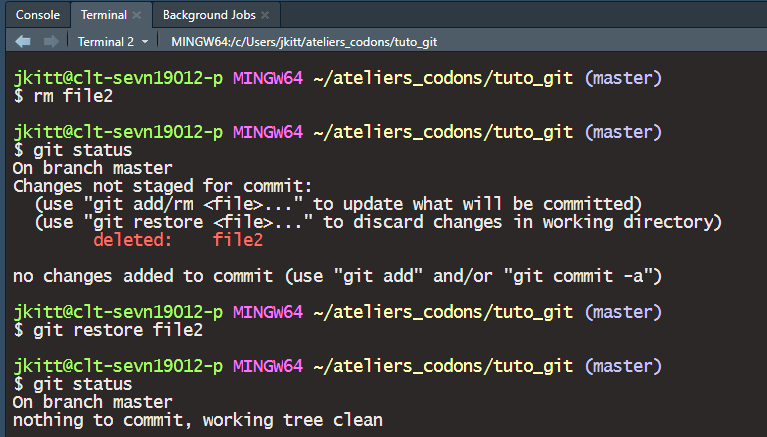 Console Terminal Background Jobs
Terminal 2 MINGW64:/c/Users/jkitt/ateliers_codons/tuto_git
jkitt@clt-sevn19012-p MINGW64 ~/ateliers_codons/tuto_git (master)
$ rm file2
jkitt@clt-sevn19012-p MINGW64 ~/ateliers_codons/tuto_git (master)
$ git status
On branch master
Changes not staged for commit:
  (use "git add/rm <file>..." to update what will be committed)
  (use "git restore <file>..." to discard changes in working directory)
        deleted:    file2
no changes added to commit (use "git add" and/or "git commit -a")
jkitt@clt-sevn19012-p MINGW64 ~/ateliers_codons/tuto_git (master)
$ git restore file2
jkitt@clt-sevn19012-p MINGW64 ~/ateliers_codons/tuto_git (master)
$ git status
On branch master
nothing to commit, working tree clean